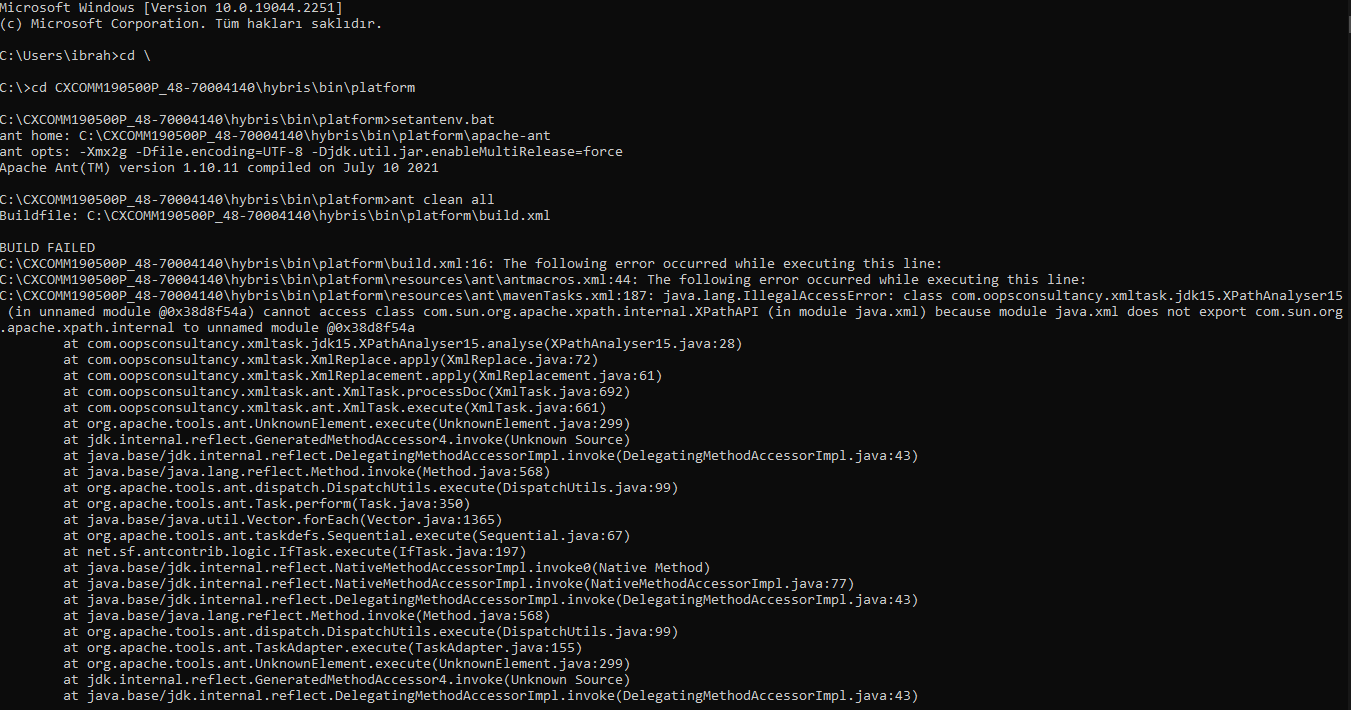 Microsoft Windows [Version 10.0.19044.2251]
(c) Microsoft Corporation. Tüm hakları saklıdır.
C:\Users\ibrah>cd \
C:\>cd CXCOMM190500P_48-70004140\hybris\bin\platform
C:\CXCOMM190500P_48-70004140\hybris\bin\platform>setantenv.bat
ant home: C:\CXCOMM190500P_48-70004140\hybris\bin\platform\apache-ant
ant opts: -Xmx2g -Dfile.encoding=UTF-8 -Djdk.util.jar.enableMultiRelease=force
Apache Ant(TM) version 1.10.11 compiled on July 10 2021
C:\CXCOMM190500P_48-70004140\hybris\bin\platform>ant clean all
Buildfile: C:\CXCOMM190500P_48-70004140\hybris\bin\platform\build.xml
BUILD FAILED
C:\CXCOMM190500P_48-70004140\hybris\bin\platform\build.xml:16: The following error occurred while executing this line:
C:\CXCOMM190500P_48-70004140\hybris\bin\platform\resources\ant\antmacros.xml:44: The following error occurred while executing this line:
C:\CXCOMM190500P_48-70004140\hybris\bin\platform\resources\ant\mavenTasks.xml:187: java.lang.IllegalAccessError: class com.oopsconsultancy.xmltask.jdk15.XPathAnalyser15
 (in unnamed module @0x38d8f54a) cannot access class com.sun.org.apache.xpath.internal.XPathAPI (in module java.xml) because module java.xml does not export com.sun.org
.apache.xpath.internal to unnamed module @0x38d8f54a
at com.oopsconsultancy.xmltask.jdk15.XPathAnalyser15.analyse(XPathAnalyser15.java:28)
at com.oopsconsultancy.xmltask.XmlReplace.apply(XmlReplace.java:72)
at com.oopsconsultancy.xmltask.XmlReplacement.apply(XmlReplacement.java:61)
at com.oopsconsultancy.xmltask.ant.XmlTask.processDoc(XmlTask.java:692)
at com.oopsconsultancy.xmltask.ant.XmlTask.execute(XmlTask.java:661)
at org.apache.tools.ant.UnknownElement.execute(UnknownElement.java:299)
at jdk.internal.reflect.GeneratedMethodAccessor4.invoke(Unknown Source)
at java.base/jdk.internal.reflect.DelegatingMethodAccessorImpl.invoke(DelegatingMethodAccessorImpl.java:43)
at java.base/java.lang.reflect.Method.invoke(Method.java:568)
at org.apache.tools.ant.dispatch.DispatchUtils.execute(DispatchUtils.java:99)
at org.apache.tools.ant.Task.perform(Task.java:350)
at java.base/java.util.Vector.forEach(Vector.java:1365)
at org.apache.tools.ant.taskdefs.Sequential.execute(Sequential.java:67)
at net.sf.antcontrib.logic.IfTask.execute(IfTask.java:197)
at java.base/jdk.internal.reflect.NativeMethodAccessorImpl.invoke0(Native Method)
at java.base/jdk.internal.reflect.NativeMethodAccessorImpl.invoke(NativeMethodAccessorImpl.java:77)
at java.base/jdk.internal.reflect.DelegatingMethodAccessorImpl.invoke(DelegatingMethodAccessorImpl.java:43)
at java.base/java.lang.reflect.Method.invoke(Method.java:568)
at org.apache.tools.ant.dispatch.DispatchUtils.execute(DispatchUtils.java:99)
at org.apache.tools.ant.TaskAdapter.execute(TaskAdapter.java:155)
at org.apache.tools.ant.UnknownElement.execute(UnknownElement.java:299)
at jdk.internal.reflect.GeneratedMethodAccessor4.invoke(Unknown Source)
at java.base/jdk.internal.reflect.DelegatingMethodAccessorImpl.invoke(DelegatingMethodAccessorImpl.java:43)